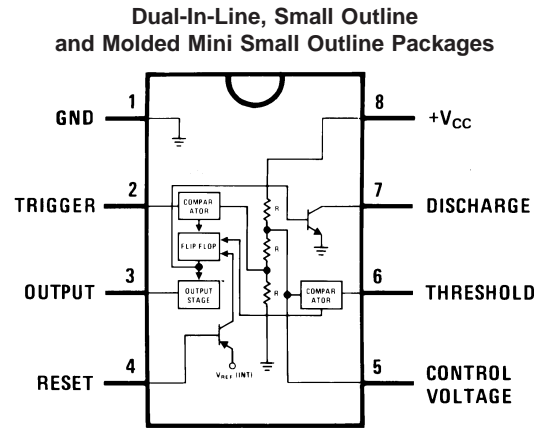 Dual-In-Line, Small Outline
and Molded Mini Small Outline Packages
1
GND
8
+VCC
2
TRIGGER
COMPAR
ATOR
R
7
DISCHARGE
FLIP FLOP
R
3
OUTPUT
OUTPUT
STAGE
R
COMPAR
ATOR
6
THRESHOLD
4
RESET
VREF (INT)
5
CONTROL
VOLTAGE